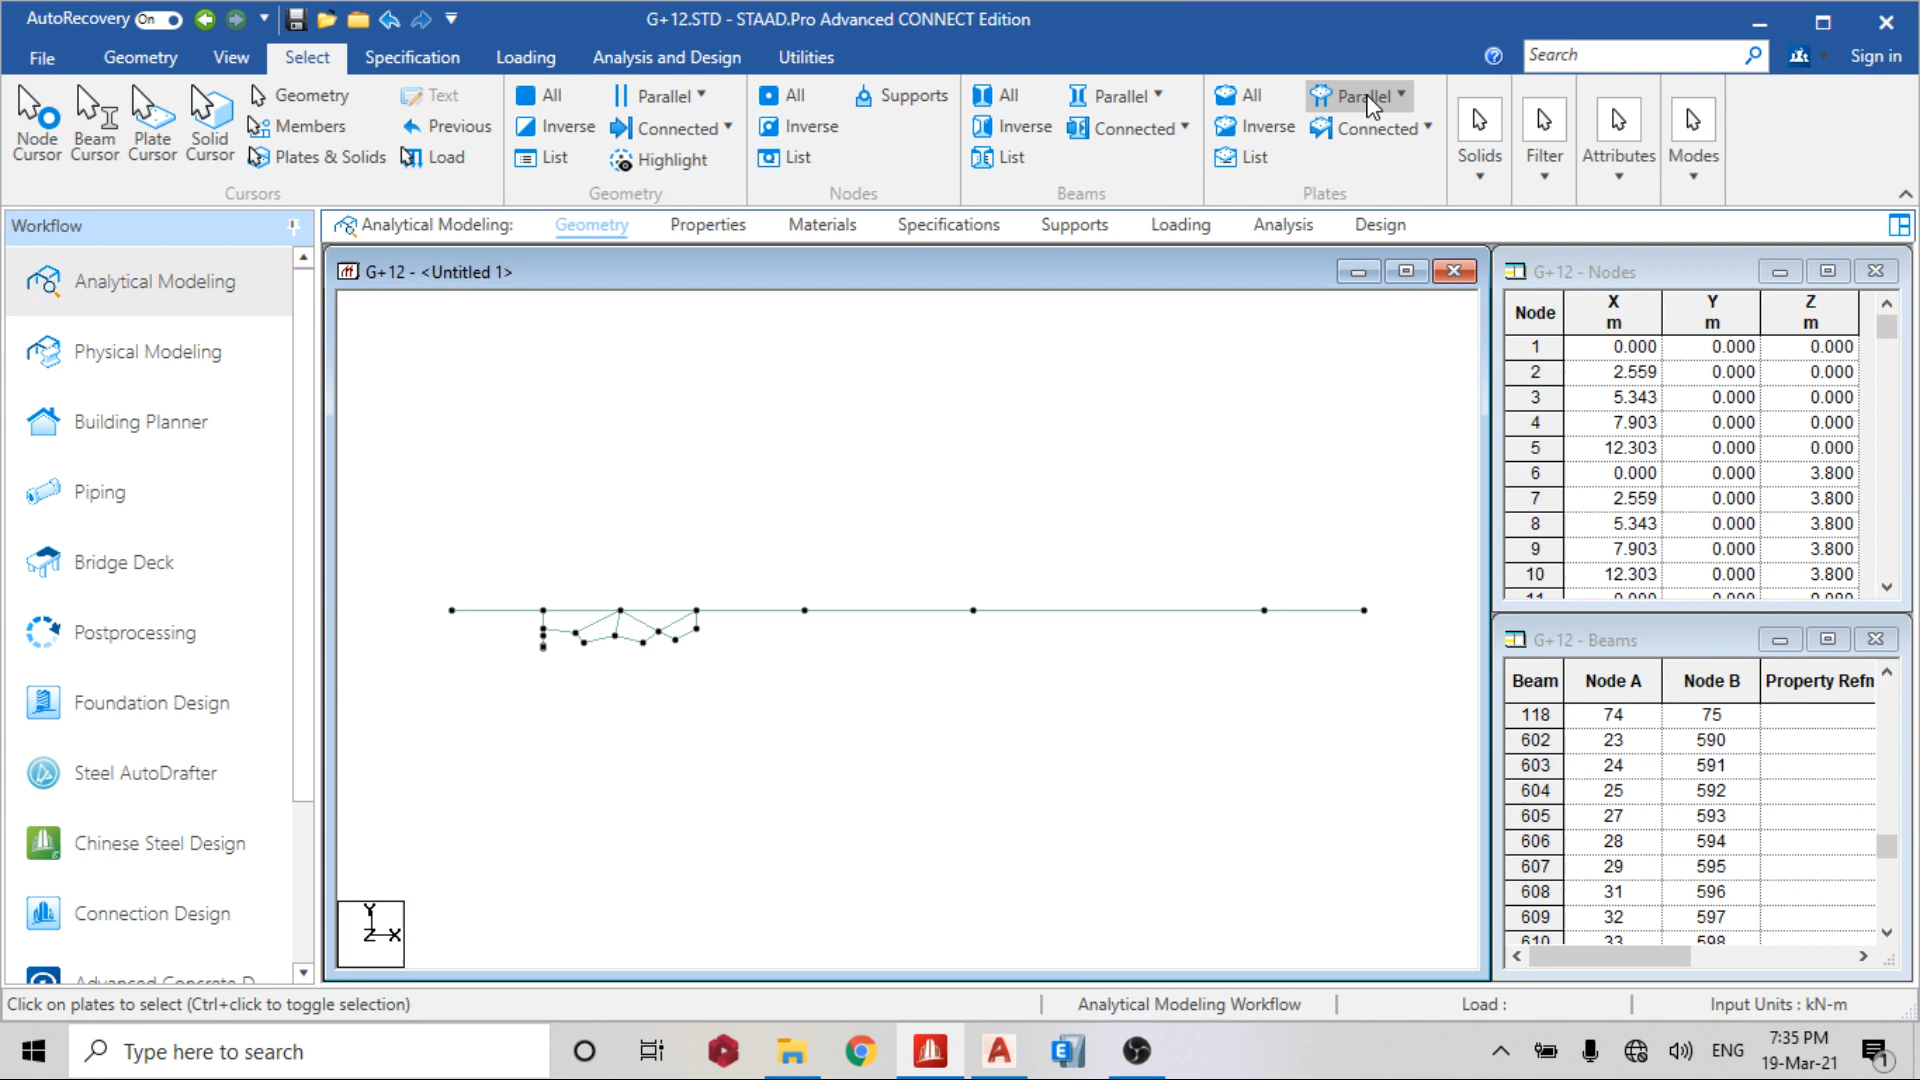 AutoRecovery On
G+12.STD - STAAD.Pro Advanced CONNECT Edition
File Geometry View Select Specification Loading Analysis and Design Utilities
Search
Sign in
Node Cursor
Beam Cursor
Plate Cursor
Solid Cursor
Geometry
Members
Plates & Solids
Text
Previous
Load
Cursors
All
Inverse
List
Parallel
Connected
Highlight
Geometry
All
Inverse
List
Supports
Nodes
All
Inverse
List
Parallel
Connected
Beams
All
Inverse
List
Parallel
Connected
Plates
Solids
Filter
Attributes
Modes
Workflow
Analytical Modeling
Physical Modeling
Building Planner
Piping
Bridge Deck
Postprocessing
Foundation Design
Steel AutoDrafter
Chinese Steel Design
Connection Design
Analytical Modeling: Geometry Properties Materials Specifications Supports Loading Analysis Design
G+12 - <Untitled 1>
Y
Z X
G+12 - Nodes
Node X m Y m Z m
1 0.000 0.000 0.000
2 2.559 0.000 0.000
3 5.343 0.000 0.000
4 7.903 0.000 0.000
5 12.303 0.000 0.000
6 0.000 0.000 3.800
7 2.559 0.000 3.800
8 5.343 0.000 3.800
9 7.903 0.000 3.800
10 12.303 0.000 3.800
G+12 - Beams
Beam Node A Node B Property Refn
118 74 75
602 23 590
603 24 591
604 25 592
605 27 593
606 28 594
607 29 595
608 31 596
609 32 597
610 33 598
Click on plates to select (Ctrl+click to toggle selection)
Analytical Modeling Workflow
Load :
Input Units : kN-m
Type here to search
ENG
7:35 PM
19-Mar-21
1